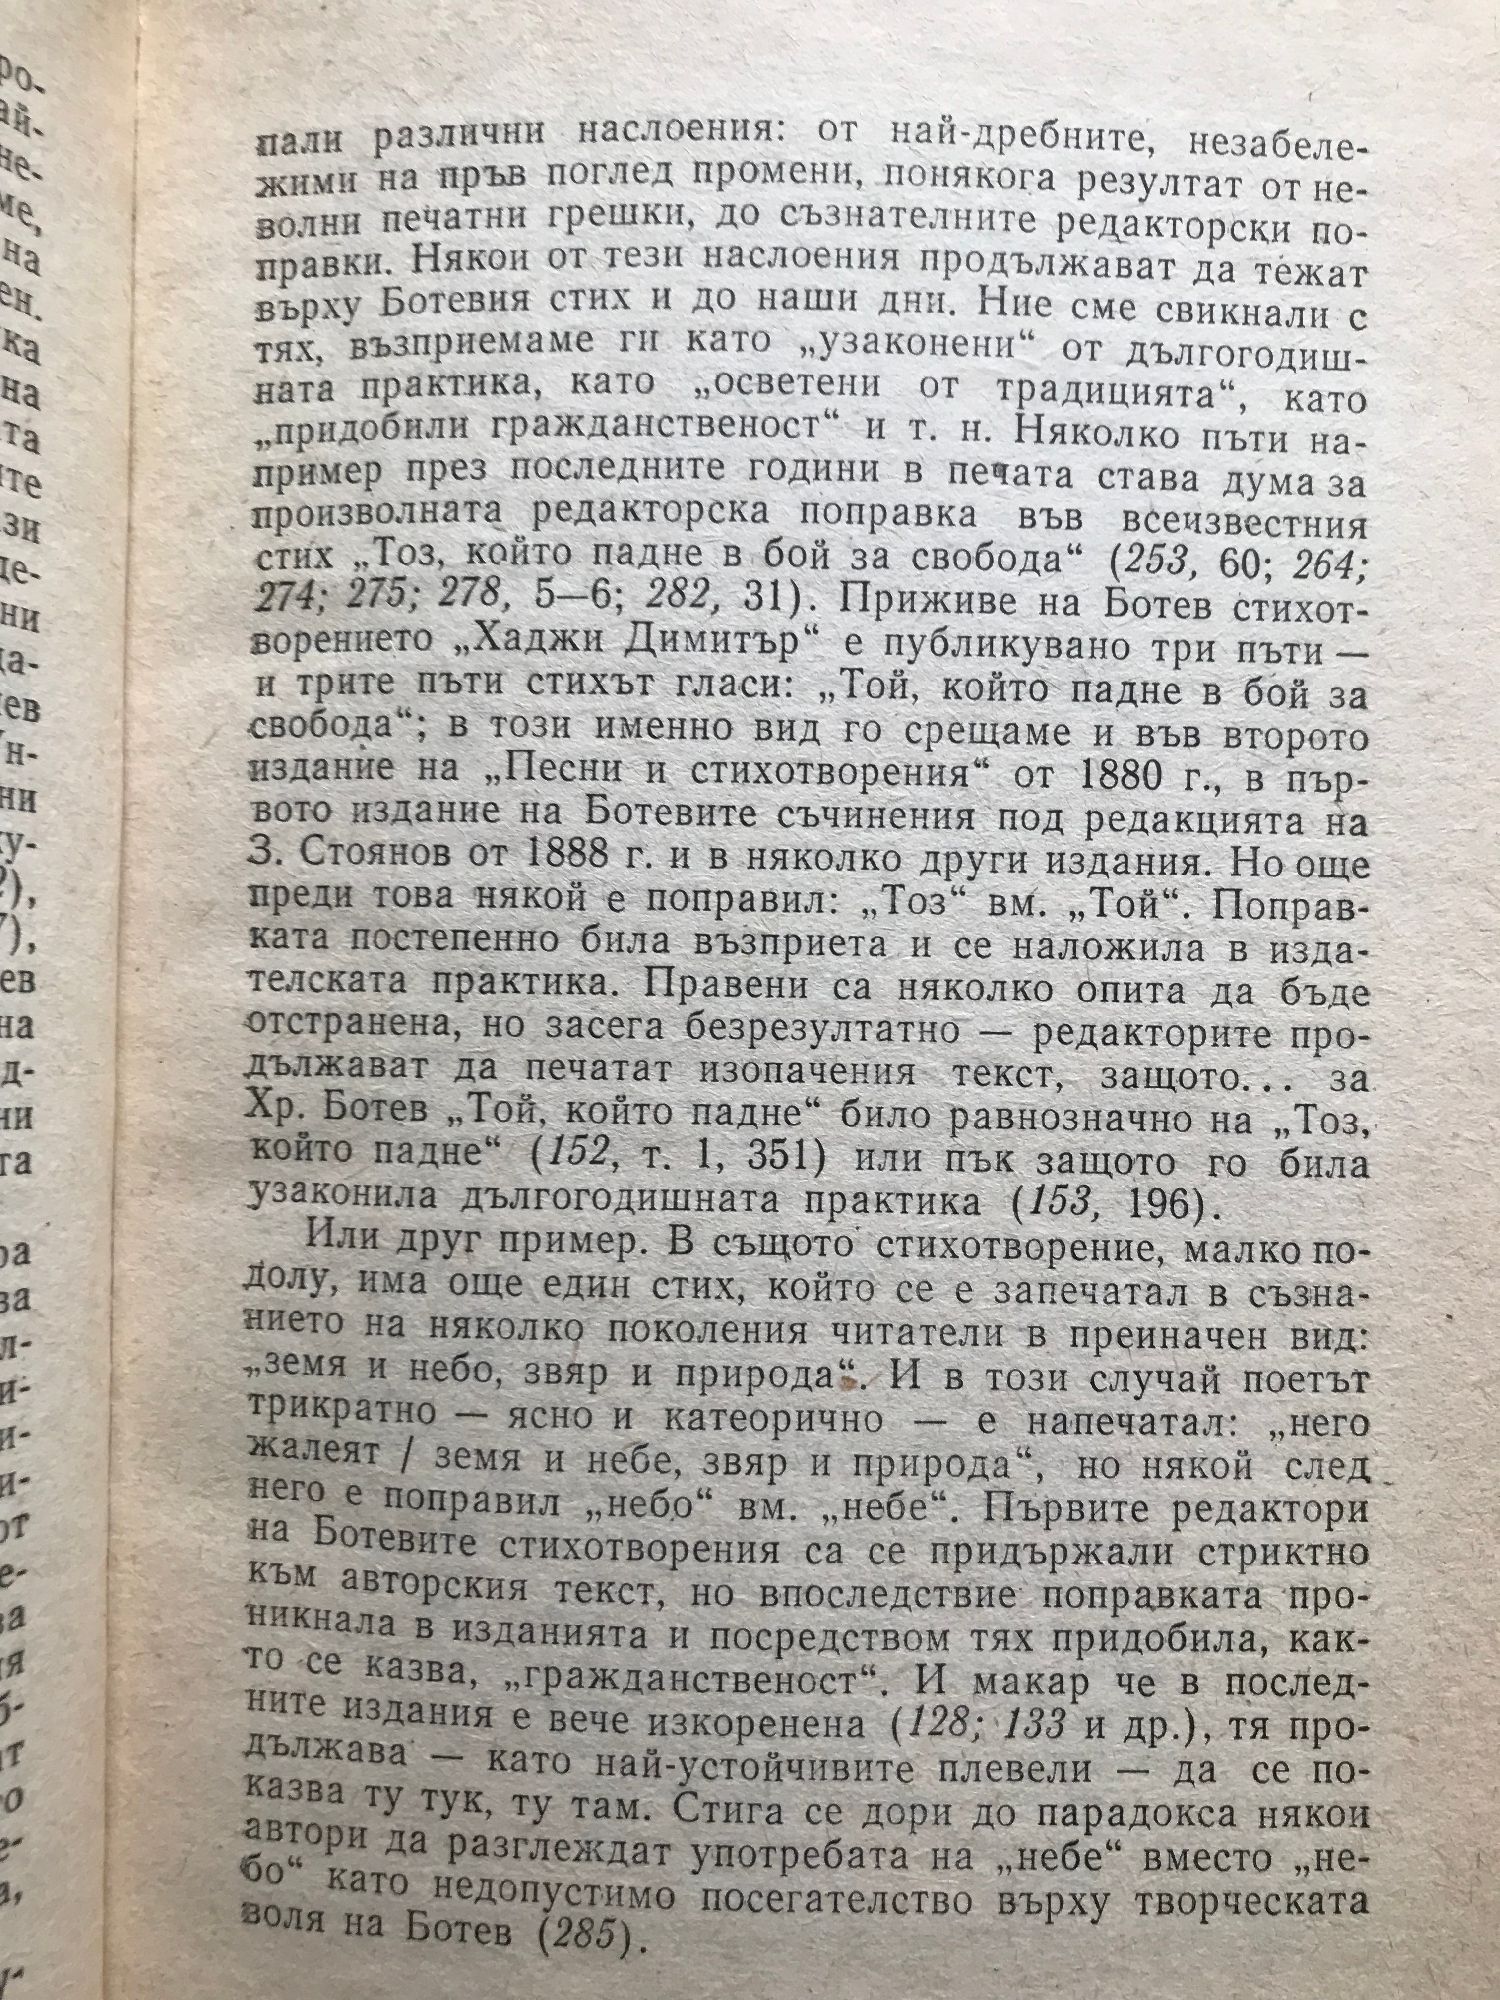 пали различни наслоения: от най-дребните, незабеле-
жими на пръв поглед промени, понякога резултат от не-
волни печатни грешки, до съзнателните редакторски по-
правки. Някои от тези наслоения продължават да тежат
върху Ботевия стих и до наши дни. Ние сме свикнали с
тях, възприемаме ги като „узаконени“ от дългогодиш-
ната практика, като „осветени от традицията“, като
„придобили гражданственост“ и т. н. Няколко пъти на-
пример през последните години в печата става дума за
произволната редакторска поправка във всеизвестния
стих „Тоз, който падне в бой за свобода“ (253, 60; 264;
274; 275; 278, 5—6; 282, 31). Приживе на Ботев стихот-
ворението „Хаджи Димитър“ е публикувано три пъти —
и трите пъти стихът гласи: „Той, който падне в бой за
свобода“; в този именно вид го срещаме и във второто
издание на „Песни и стихотворения“ от 1880 г., в пър-
вото издание на Ботевите съчинения под редакцията на
З. Стоянов от 1888 г. и в няколко други издания. Но още
преди това някой е поправил: „Тоз“ вм. „Той“. Поправ-
ката постепенно била възприета и се наложила в изда-
телската практика. Правени са няколко опита да бъде
отстранена, но засега безрезултатно — редакторите про-
дължават да печатат изопачения текст, защото... за
Хр. Ботев „Той, който падне“ било равнозначно на „Тоз,
който падне“ (152, т. 1, 351) или пък защото го била
узаконила дългогодишната практика (153, 196).
Или друг пример. В същото стихотворение, малко по-
долу, има още един стих, който се е запечатал в съзна-
нието на няколко поколения читатели в преиначен вид:
„земя и небо, звяр и природа“. И в този случай поетът
трикратно — ясно и катеорично — е напечатал: „него
жалеят / земя и небе, звяр и природа“, но някой след
него е поправил „небо“ вм. „небе“. Първите редактори
на Ботевите стихотворения са се придържали стриктно
към авторския текст, но впоследствие поправката про-
никнала в изданията и посредством тях придобила, как-
то се казва, „гражданственост“. И макар че в послед-
ните издания е вече изкоренена (128; 133 и др.), тя про-
дължава — като най-устойчивите плевели — да се по-
казва ту тук, ту там. Стига се дори до парадокса някои
автори да разглеждат употребата на „небе“ вместо „не-
бо“ като недопустимо посегателство върху творческата
воля на Ботев (285).